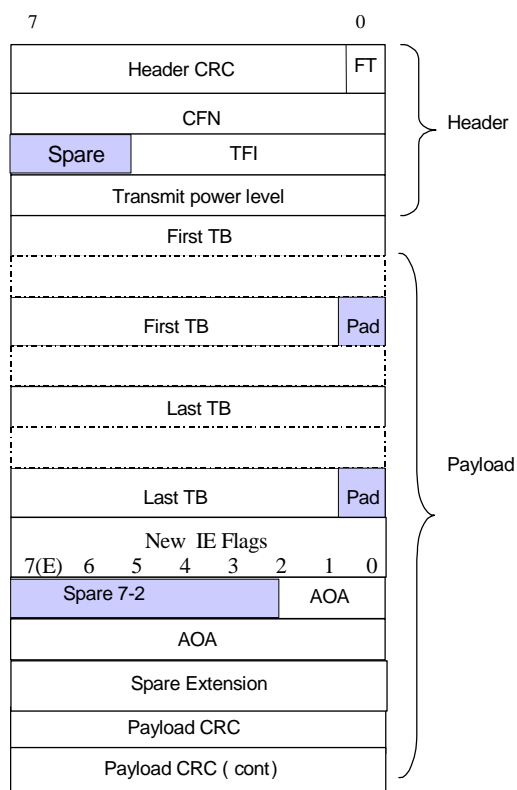 7 0
Header CRC FT
CFN
Header
Spare TFI
Transmit power level
First TB
First TB Pad
Last TB
Payload
Last TB Pad
New IE Flags
7(E) 6 5 4 3 2 1 0
Spare 7-2 AOA
AOA
Spare Extension
Payload CRC
Payload CRC ( cont)